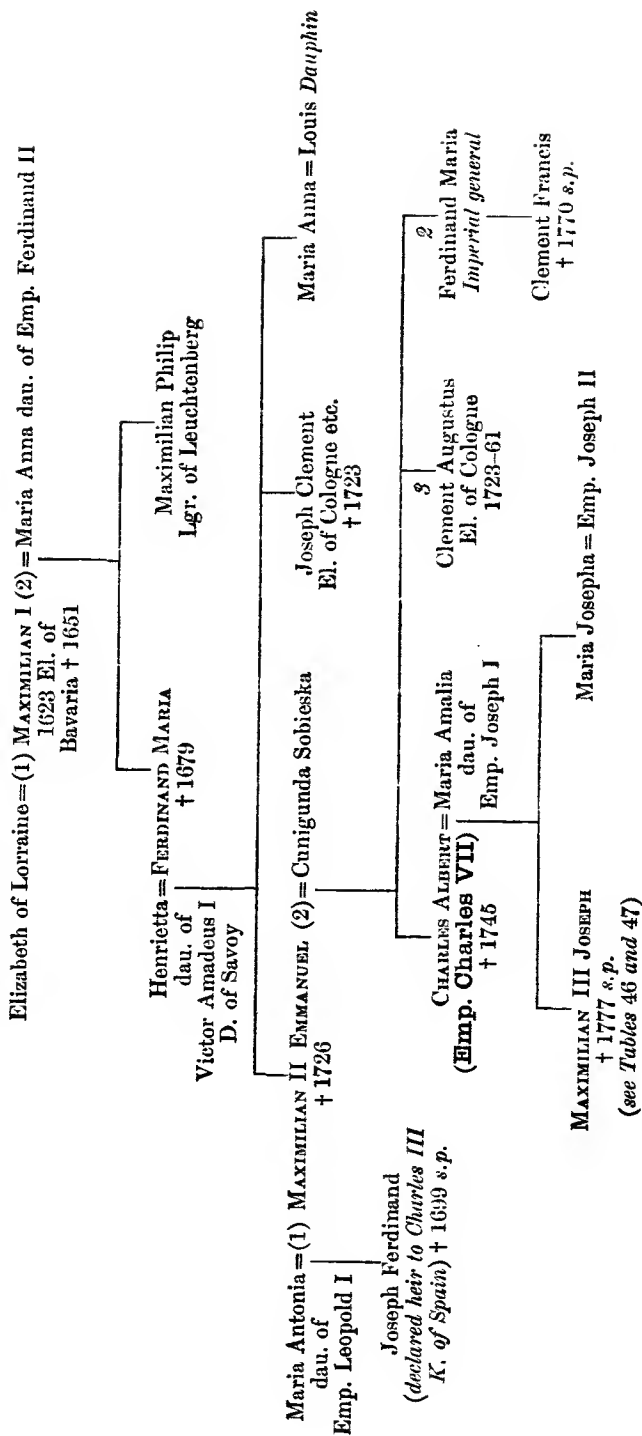 Elizabeth of Lorraine=(1) MAXIMILIAN I (2)=Maria Anna dau. of Emp. Ferdinand II
1623 El. of
Bavaria † 1651
Henrietta=FERDINAND MARIA
dau. of
Victor Amadeus I
D. of Savoy
† 1679
Maximilian Philip
Lgr. of Leuchtenberg
Maria Antonia=(1) MAXIMILIAN II EMMANUEL (2)=Cunigunda Sobieska
dau. of
Emp. Leopold I
† 1726
Joseph Clement
El. of Cologne etc.
† 1723
Maria Anna=Louis Dauphin
Joseph Ferdinand
(declared heir to Charles III
K. of Spain) † 1699 s.p.
CHARLES ALBERT=Maria Amalia
(Emp. Charles VII)
† 1745
dau. of
Emp. Joseph I
3
Clement Augustus
El. of Cologne
1723–61
2
Ferdinand Maria
Imperial general
Clement Francis
† 1770 s.p.
MAXIMILIAN III JOSEPH
† 1777 s.p.
(see Tables 46 and 47)
Maria Josepha=Emp. Joseph II